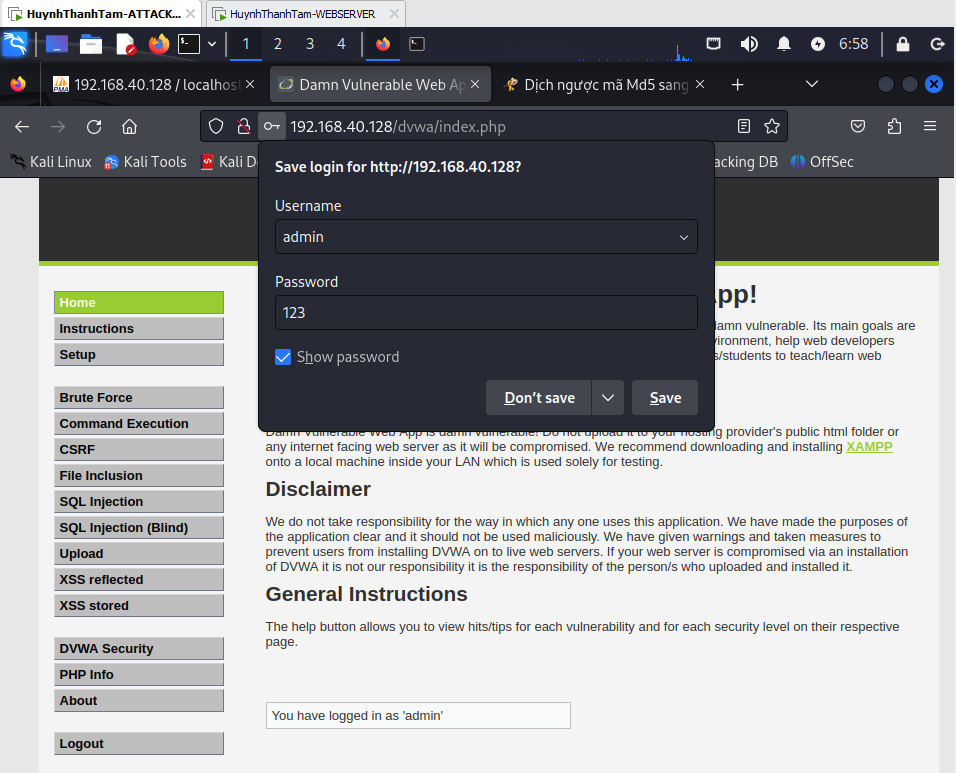 HuynhThanhTam-ATTACK...
HuynhThanhTam-WEBSERVER
1 2 3 4
6:58
192.168.40.128 / localhost
Damn Vulnerable Web Ap
Dịch ngược mã Md5 sang
192.168.40.128/dvwa/index.php
Kali Linux
Kali Tools
Kali D
acking DB
OffSec
Save login for http://192.168.40.128?
Username
admin
Password
123
Show password
Don't save
Save
Home
Instructions
Setup
Brute Force
Command Execution
CSRF
File Inclusion
SQL Injection
SQL Injection (Blind)
Upload
XSS reflected
XSS stored
DVWA Security
PHP Info
About
Logout
App!
damn vulnerable. Its main goals are
vironment, help web developers
s/students to teach/learn web
Damn Vulnerable Web App is damn vulnerable! Do not upload it to your hosting provider's public html folder or
any internet facing web server as it will be compromised. We recommend downloading and installing XAMPP
onto a local machine inside your LAN which is used solely for testing.
Disclaimer
We do not take responsibility for the way in which any one uses this application. We have made the purposes of
the application clear and it should not be used maliciously. We have given warnings and taken measures to
prevent users from installing DVWA on to live web servers. If your web server is compromised via an installation
of DVWA it is not our responsibility it is the responsibility of the person/s who uploaded and installed it.
General Instructions
The help button allows you to view hits/tips for each vulnerability and for each security level on their respective
page.
You have logged in as 'admin'